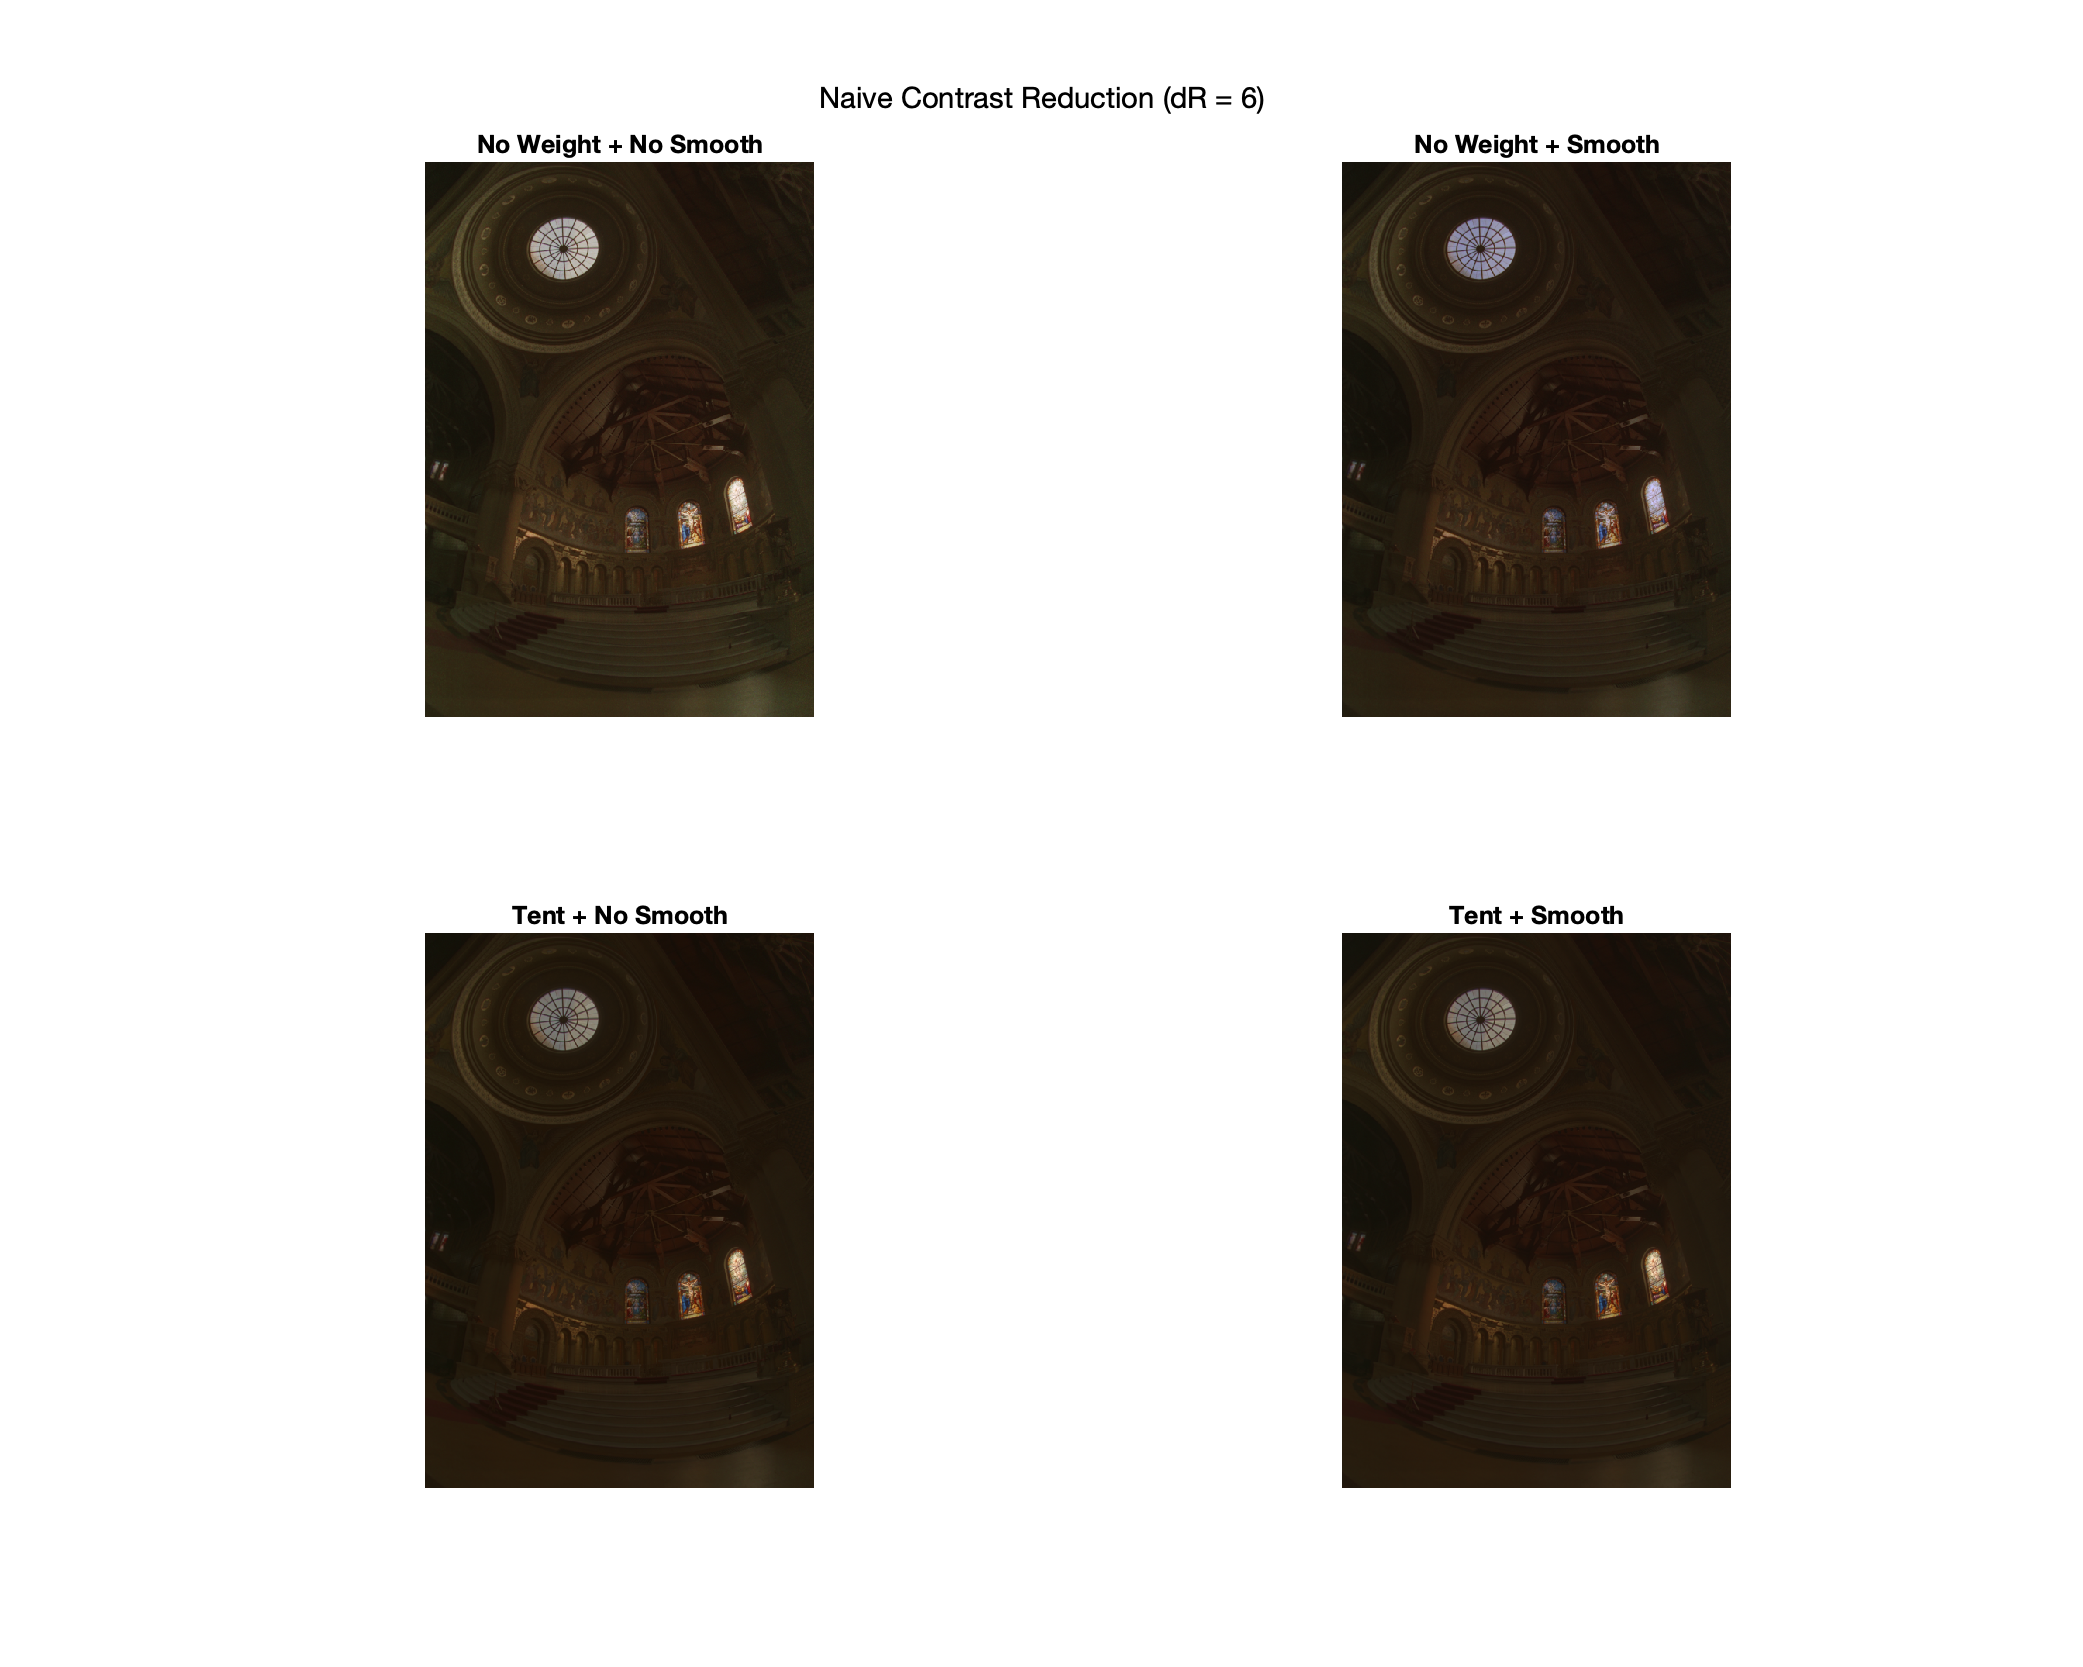 Naive Contrast Reduction (dR = 6)
No Weight + No Smooth
No Weight + Smooth
Tent + No Smooth
Tent + Smooth